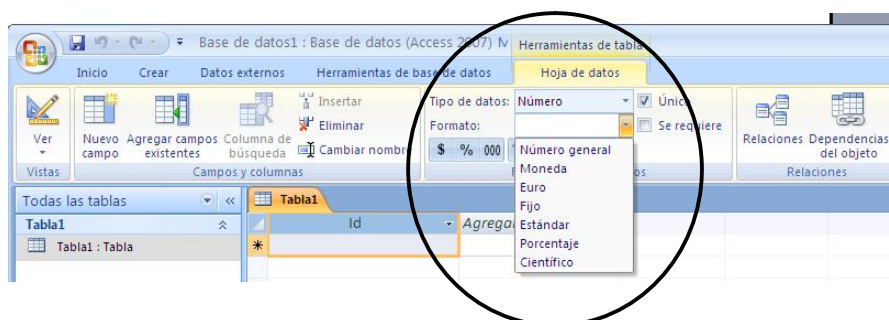 Base de datos1 : Base de datos (Access 2007) M
Herramientas de tabla
Inicio Crear Datos externos Herramientas de base de datos Hoja de datos
Ver
Vistas
Nuevo campo
Agregar campos existentes
Columna de búsqueda
Insertar
Eliminar
Cambiar nombre
Campos y columnas
Tipo de datos: Número
Formato:
$ % 000
Único
Se requiere
Número general
Moneda
Euro
Fijo
Estándar
Porcentaje
Científico
Relaciones
Dependencias del objeto
Relaciones
Todas las tablas
Tabla1
Tabla1 : Tabla
Tabla1
Id